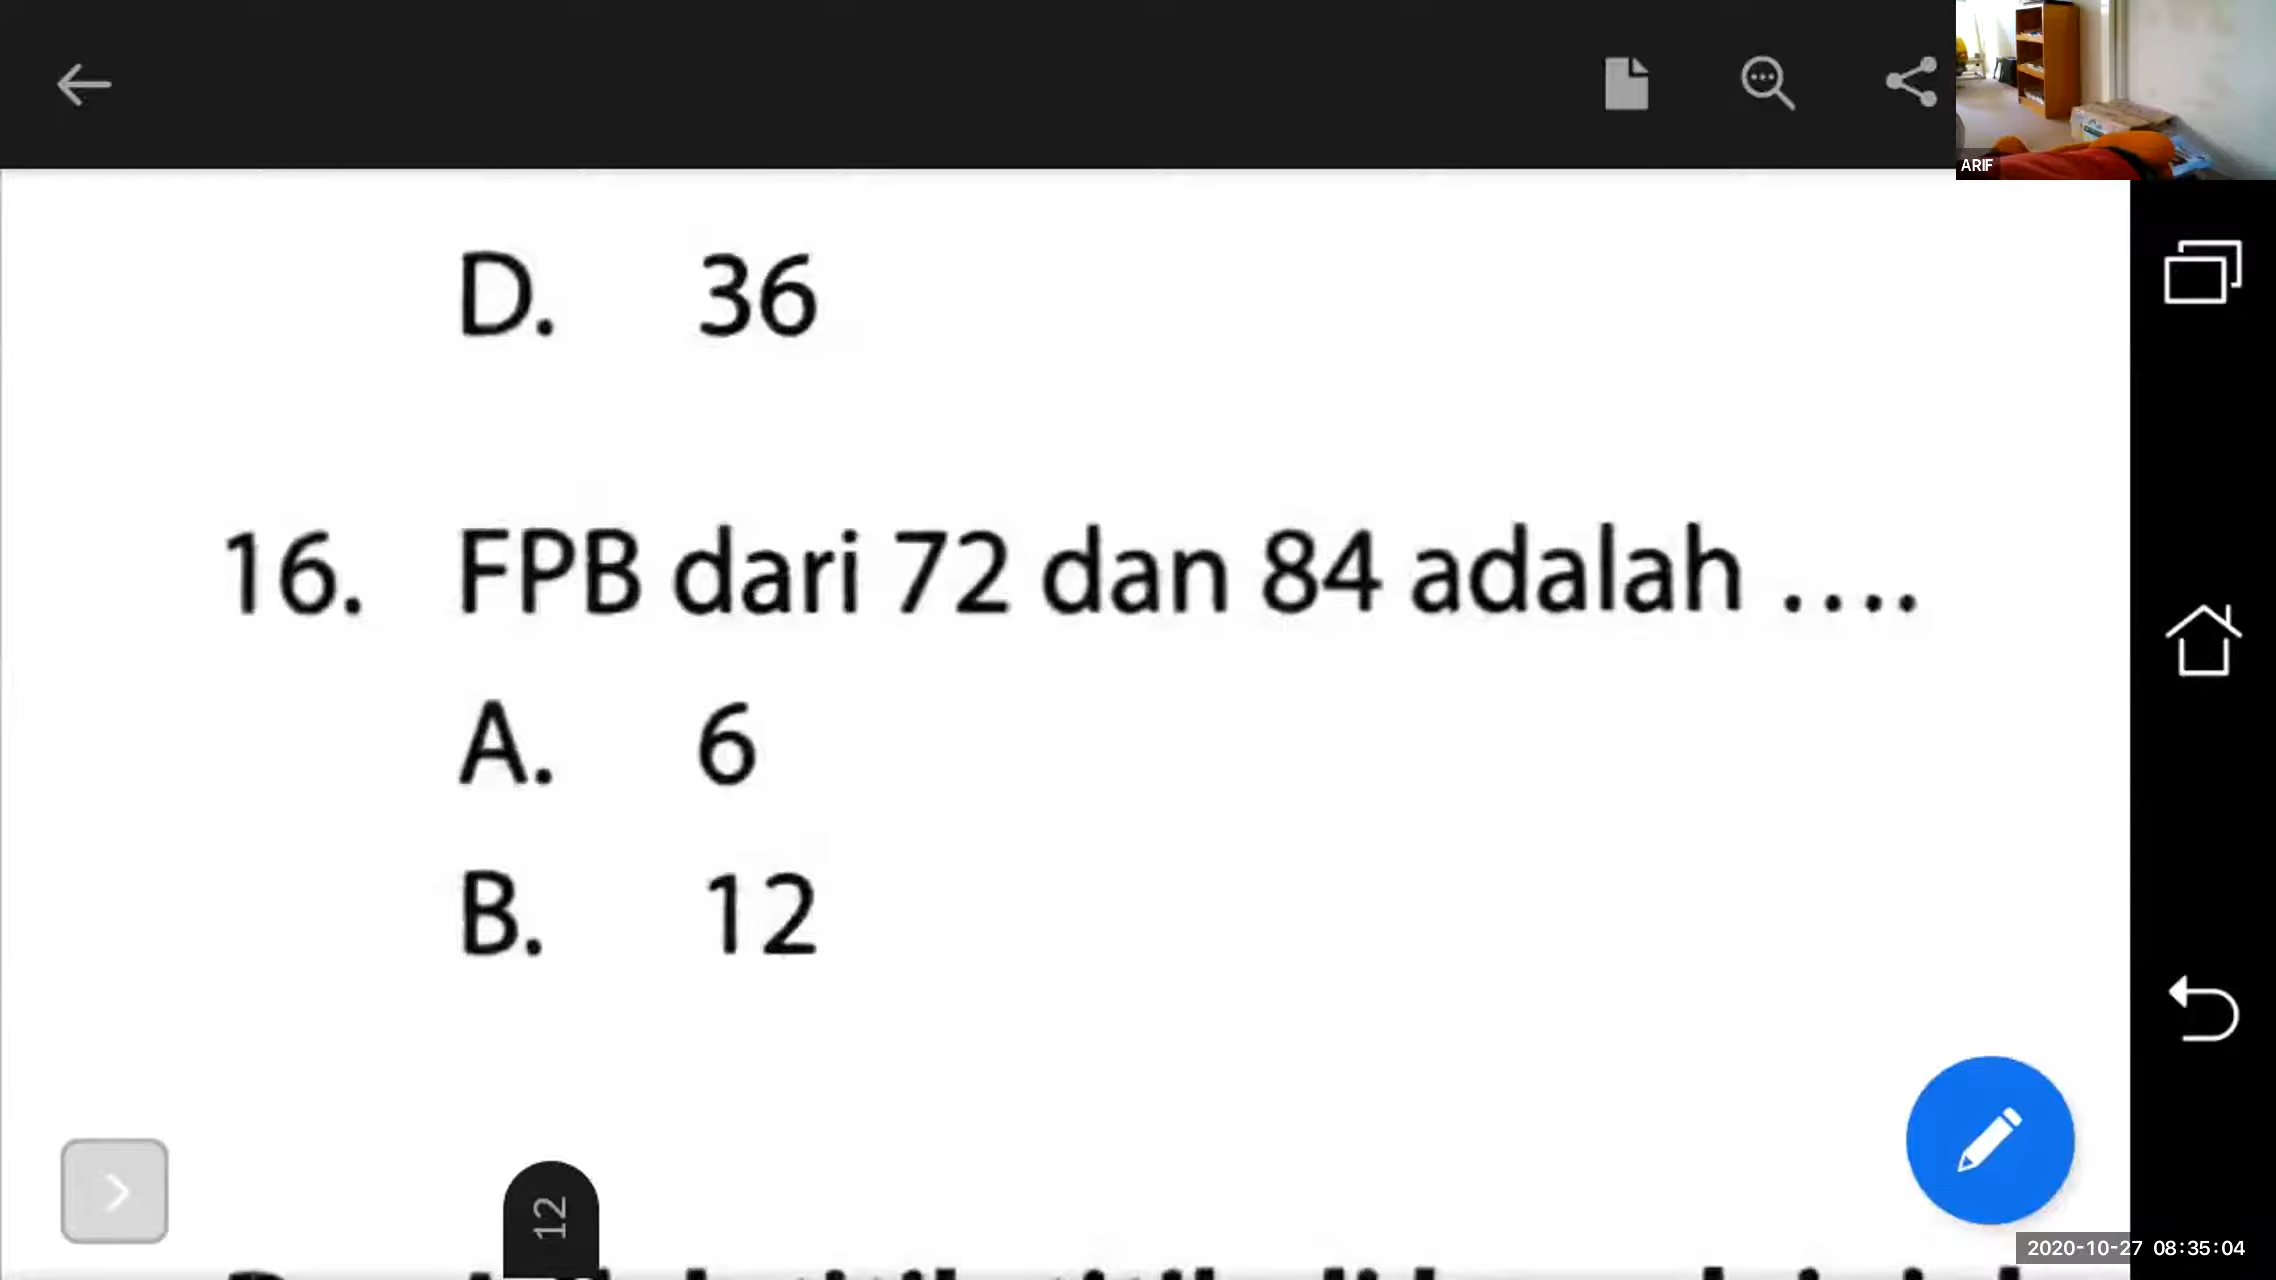 ARIF
D. 36
16. FPB dari 72 dan 84 adalah ....
A. 6
B. 12
12
2020-10-27 08:35:04